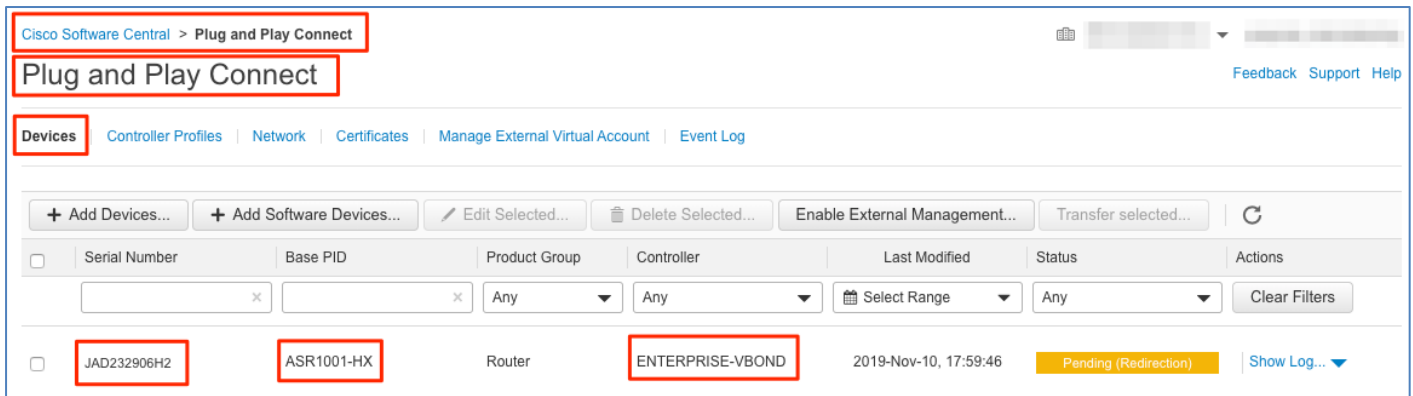 Cisco Software Central > Plug and Play Connect
Plug and Play Connect
Feedback Support Help
Devices | Controller Profiles | Network | Certificates | Manage External Virtual Account | Event Log
+ Add Devices... + Add Software Devices... Edit Selected... Delete Selected... Enable External Management... Transfer selected...
Serial Number Base PID Product Group Controller Last Modified Status Actions
× × Any Any Select Range Any Clear Filters
JAD232906H2 ASR1001-HX Router ENTERPRISE-VBOND 2019-Nov-10, 17:59:46 Pending (Redirection) Show Log...